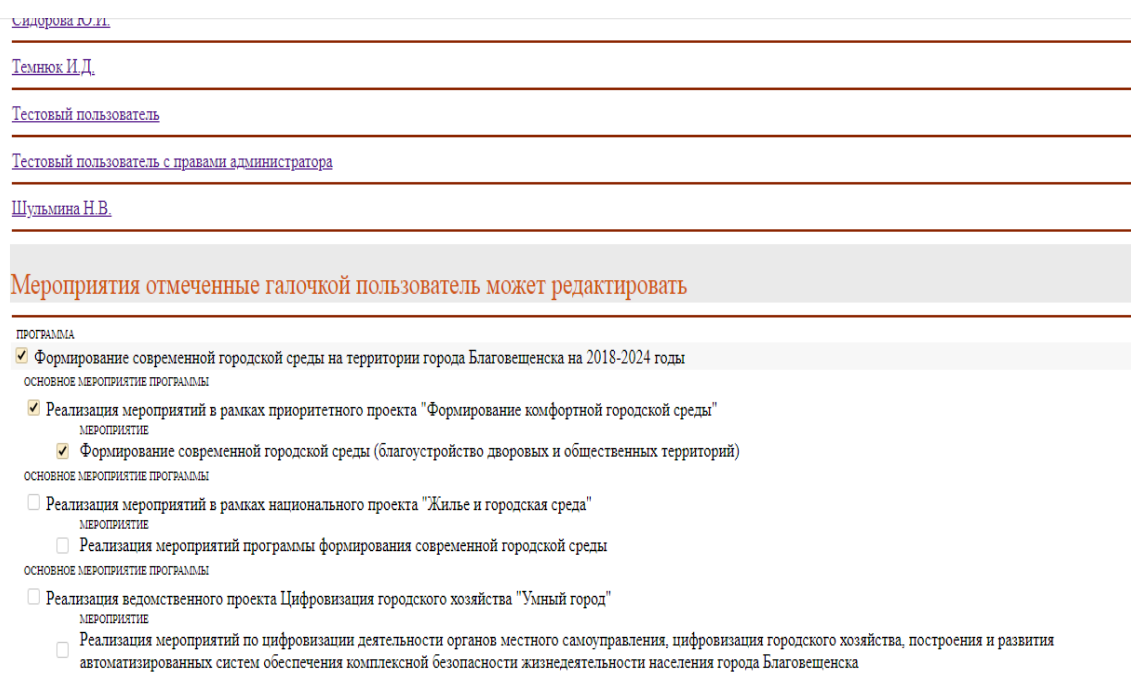 Сидорова Ю.И.
Темнюк И.Д.
Тестовый пользователь
Тестовый пользователь с правами администратора
Шульмина Н.В.
Мероприятия отмеченные галочкой пользователь может редактировать
ПРОГРАММА
Формирование современной городской среды на территории города Благовещенска на 2018-2024 годы
ОСНОВНОЕ МЕРОПРИЯТИЕ ПРОГРАММЫ
Реализация мероприятий в рамках приоритетного проекта "Формирование комфортной городской среды"
МЕРОПРИЯТИЕ
Формирование современной городской среды (благоустройство дворовых и общественных территорий)
ОСНОВНОЕ МЕРОПРИЯТИЕ ПРОГРАММЫ
Реализация мероприятий в рамках национального проекта "Жилье и городская среда"
МЕРОПРИЯТИЕ
Реализация мероприятий программы формирования современной городской среды
ОСНОВНОЕ МЕРОПРИЯТИЕ ПРОГРАММЫ
Реализация ведомственного проекта Цифровизация городского хозяйства "Умный город"
МЕРОПРИЯТИЕ
Реализация мероприятий по цифровизации деятельности органов местного самоуправления, цифровизация городского хозяйства, построения и развития
автоматизированных систем обеспечения комплексной безопасности жизнедеятельности населения города Благовещенска